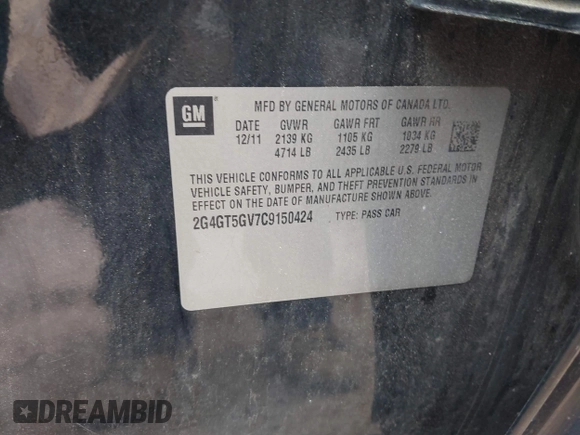 GM
MFD BY GENERAL MOTORS OF CANADA LTD.
DATE GVWR GAWR FRT GAWR RR
12/11 2139 KG 1105 KG 1034 KG
4714 LB 2435 LB 2279 LB
THIS VEHICLE CONFORMS TO ALL APPLICABLE U.S. FEDERAL MOTOR
VEHICLE SAFETY, BUMPER, AND THEFT PREVENTION STANDARDS IN
EFFECT ON THE DATE OF MANUFACTURE SHOWN ABOVE.
2G4GT5GV7C9150424 TYPE: PASS CAR
DREAMBID